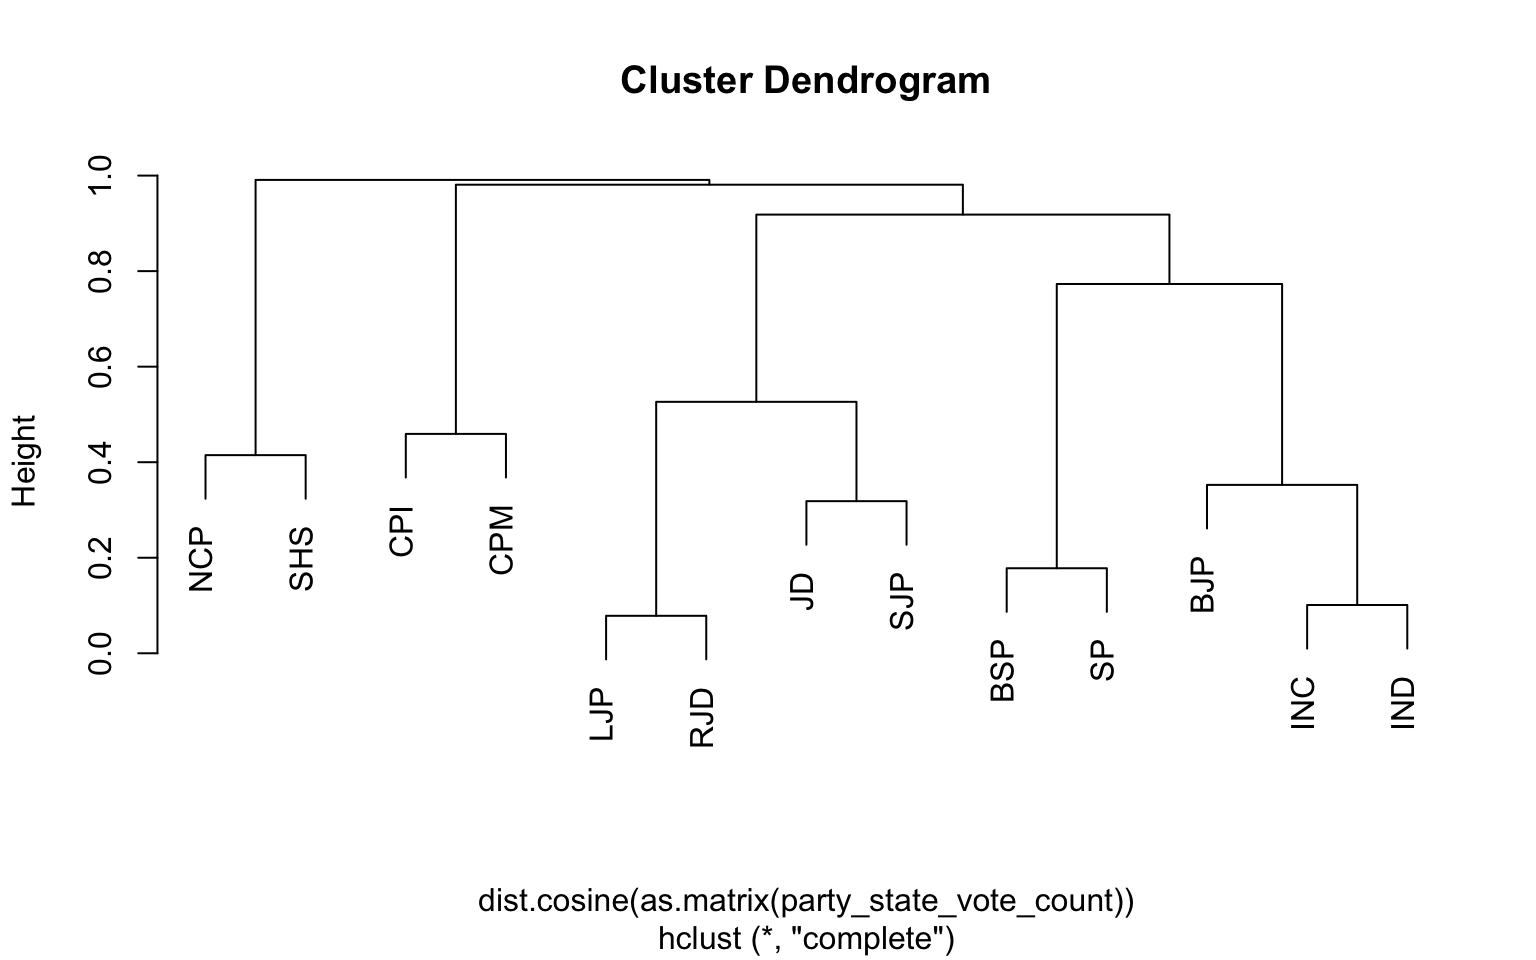 Cluster Dendrogram
Height
1.0
0.8
0.6
0.4
0.2
0.0
NCP
SHS
CPI
CPM
LJP
RJD
JD
SJP
BSP
SP
BJP
INC
IND
dist.cosine(as.matrix(party_state_vote_count))
hclust (*, "complete")